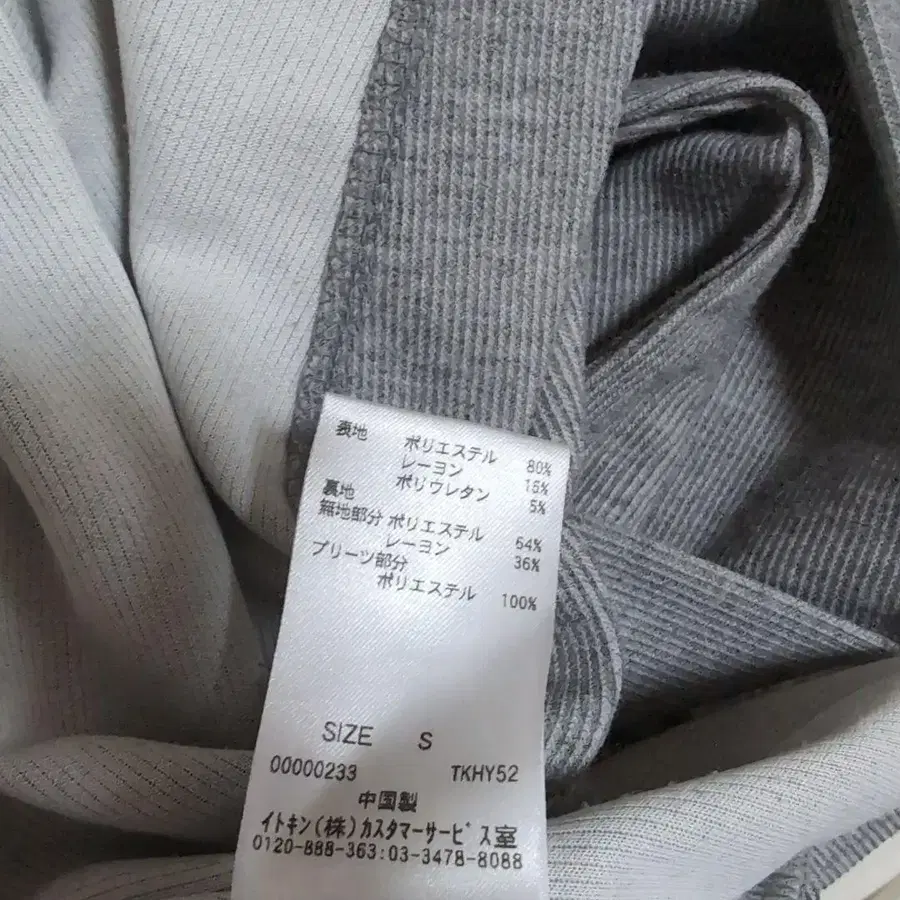 表地 ポリエステル 80%
レーヨン 15%
ポリウレタン 5%
裏地
無地部分 ポリエステル 64%
レーヨン 36%
プリーツ部分
ポリエステル 100%
SIZE S
00000233 TKHY52
中国製
イトキン(株)カスタマーサービス室
0120-888-363:03-3478-8088